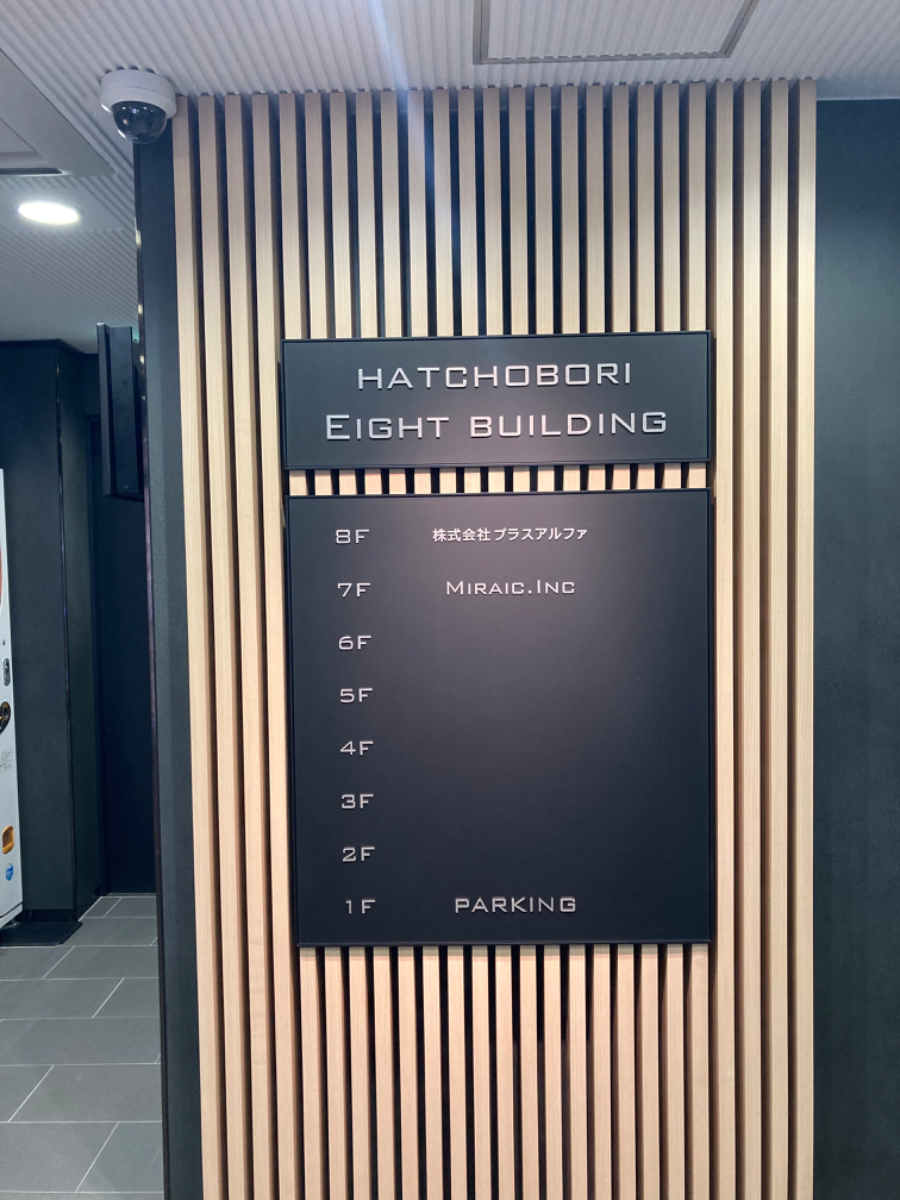 HATCHOBORI
EIGHT BUILDING
8F 株式会社プラスアルファ
7F MIRAIC.INC
6F
5F
4F
3F
2F
1F PARKING